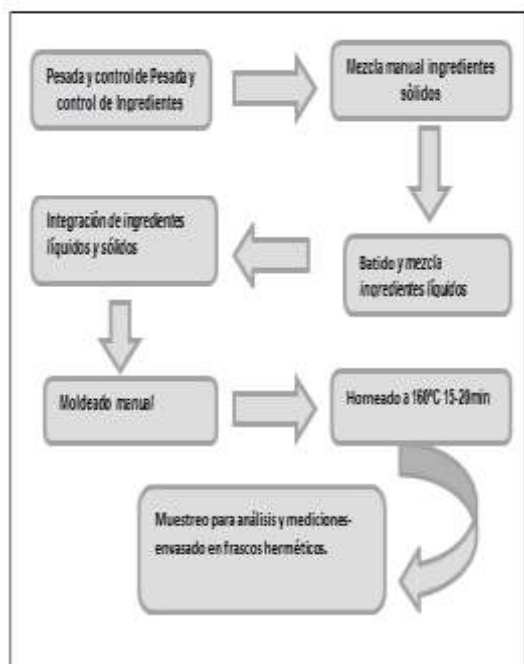 Pesada y control de Pesada y
control de Ingredientes
Mezcla manual ingredientes
sólidos
Batido y mezcla
ingredientes líquidos
Integración de ingredientes
líquidos y sólidos
Moldeado manual
Horneado a 160ºC 15-20min
Muestreo para análisis y mediciones-
envasado en frascos herméticos.